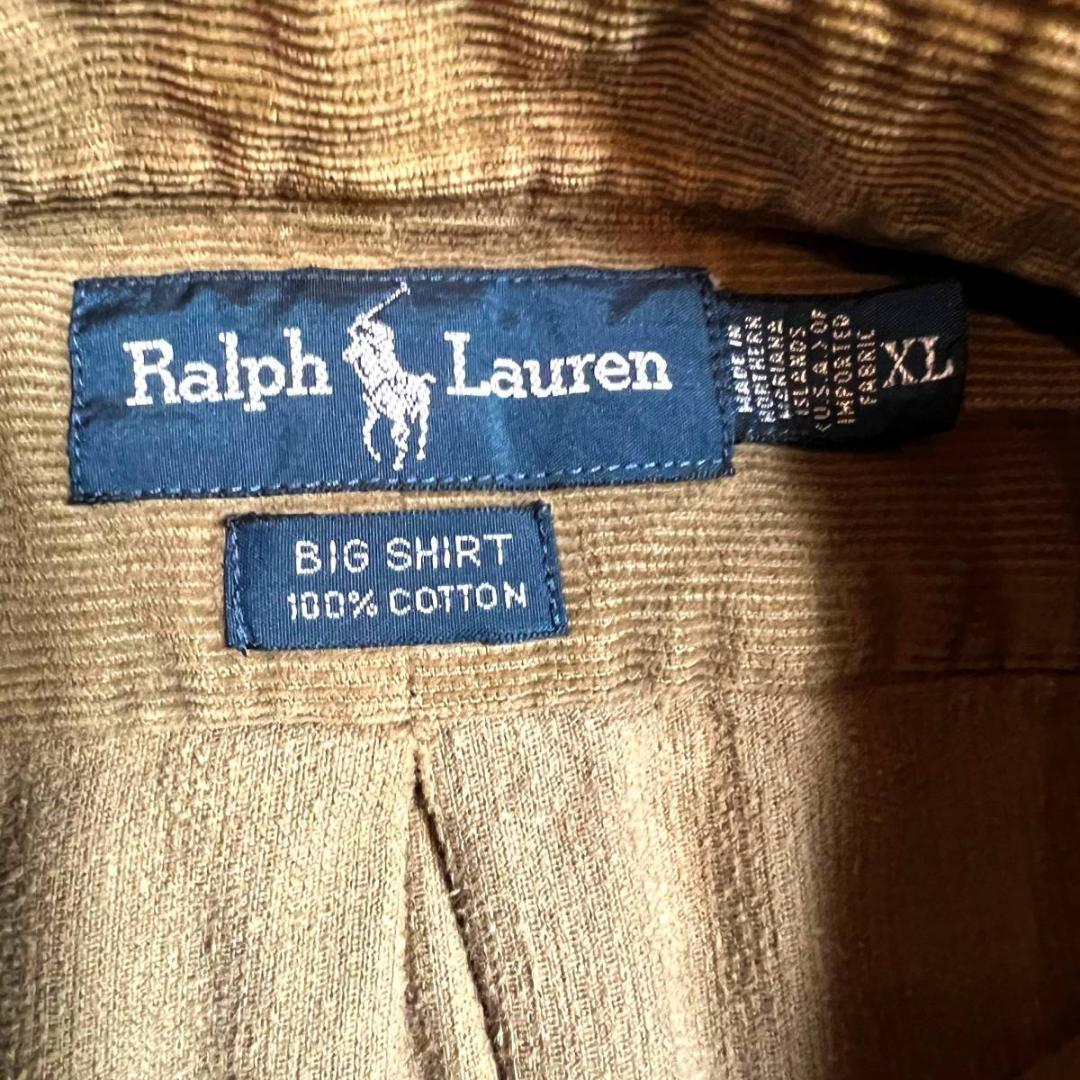 Ralph Lauren
MADE IN
NORTHERN
MARIANA
ISLANDS
(U.S.A.) OF
IMPORTED
FABRIC
XL
BIG SHIRT
100% COTTON